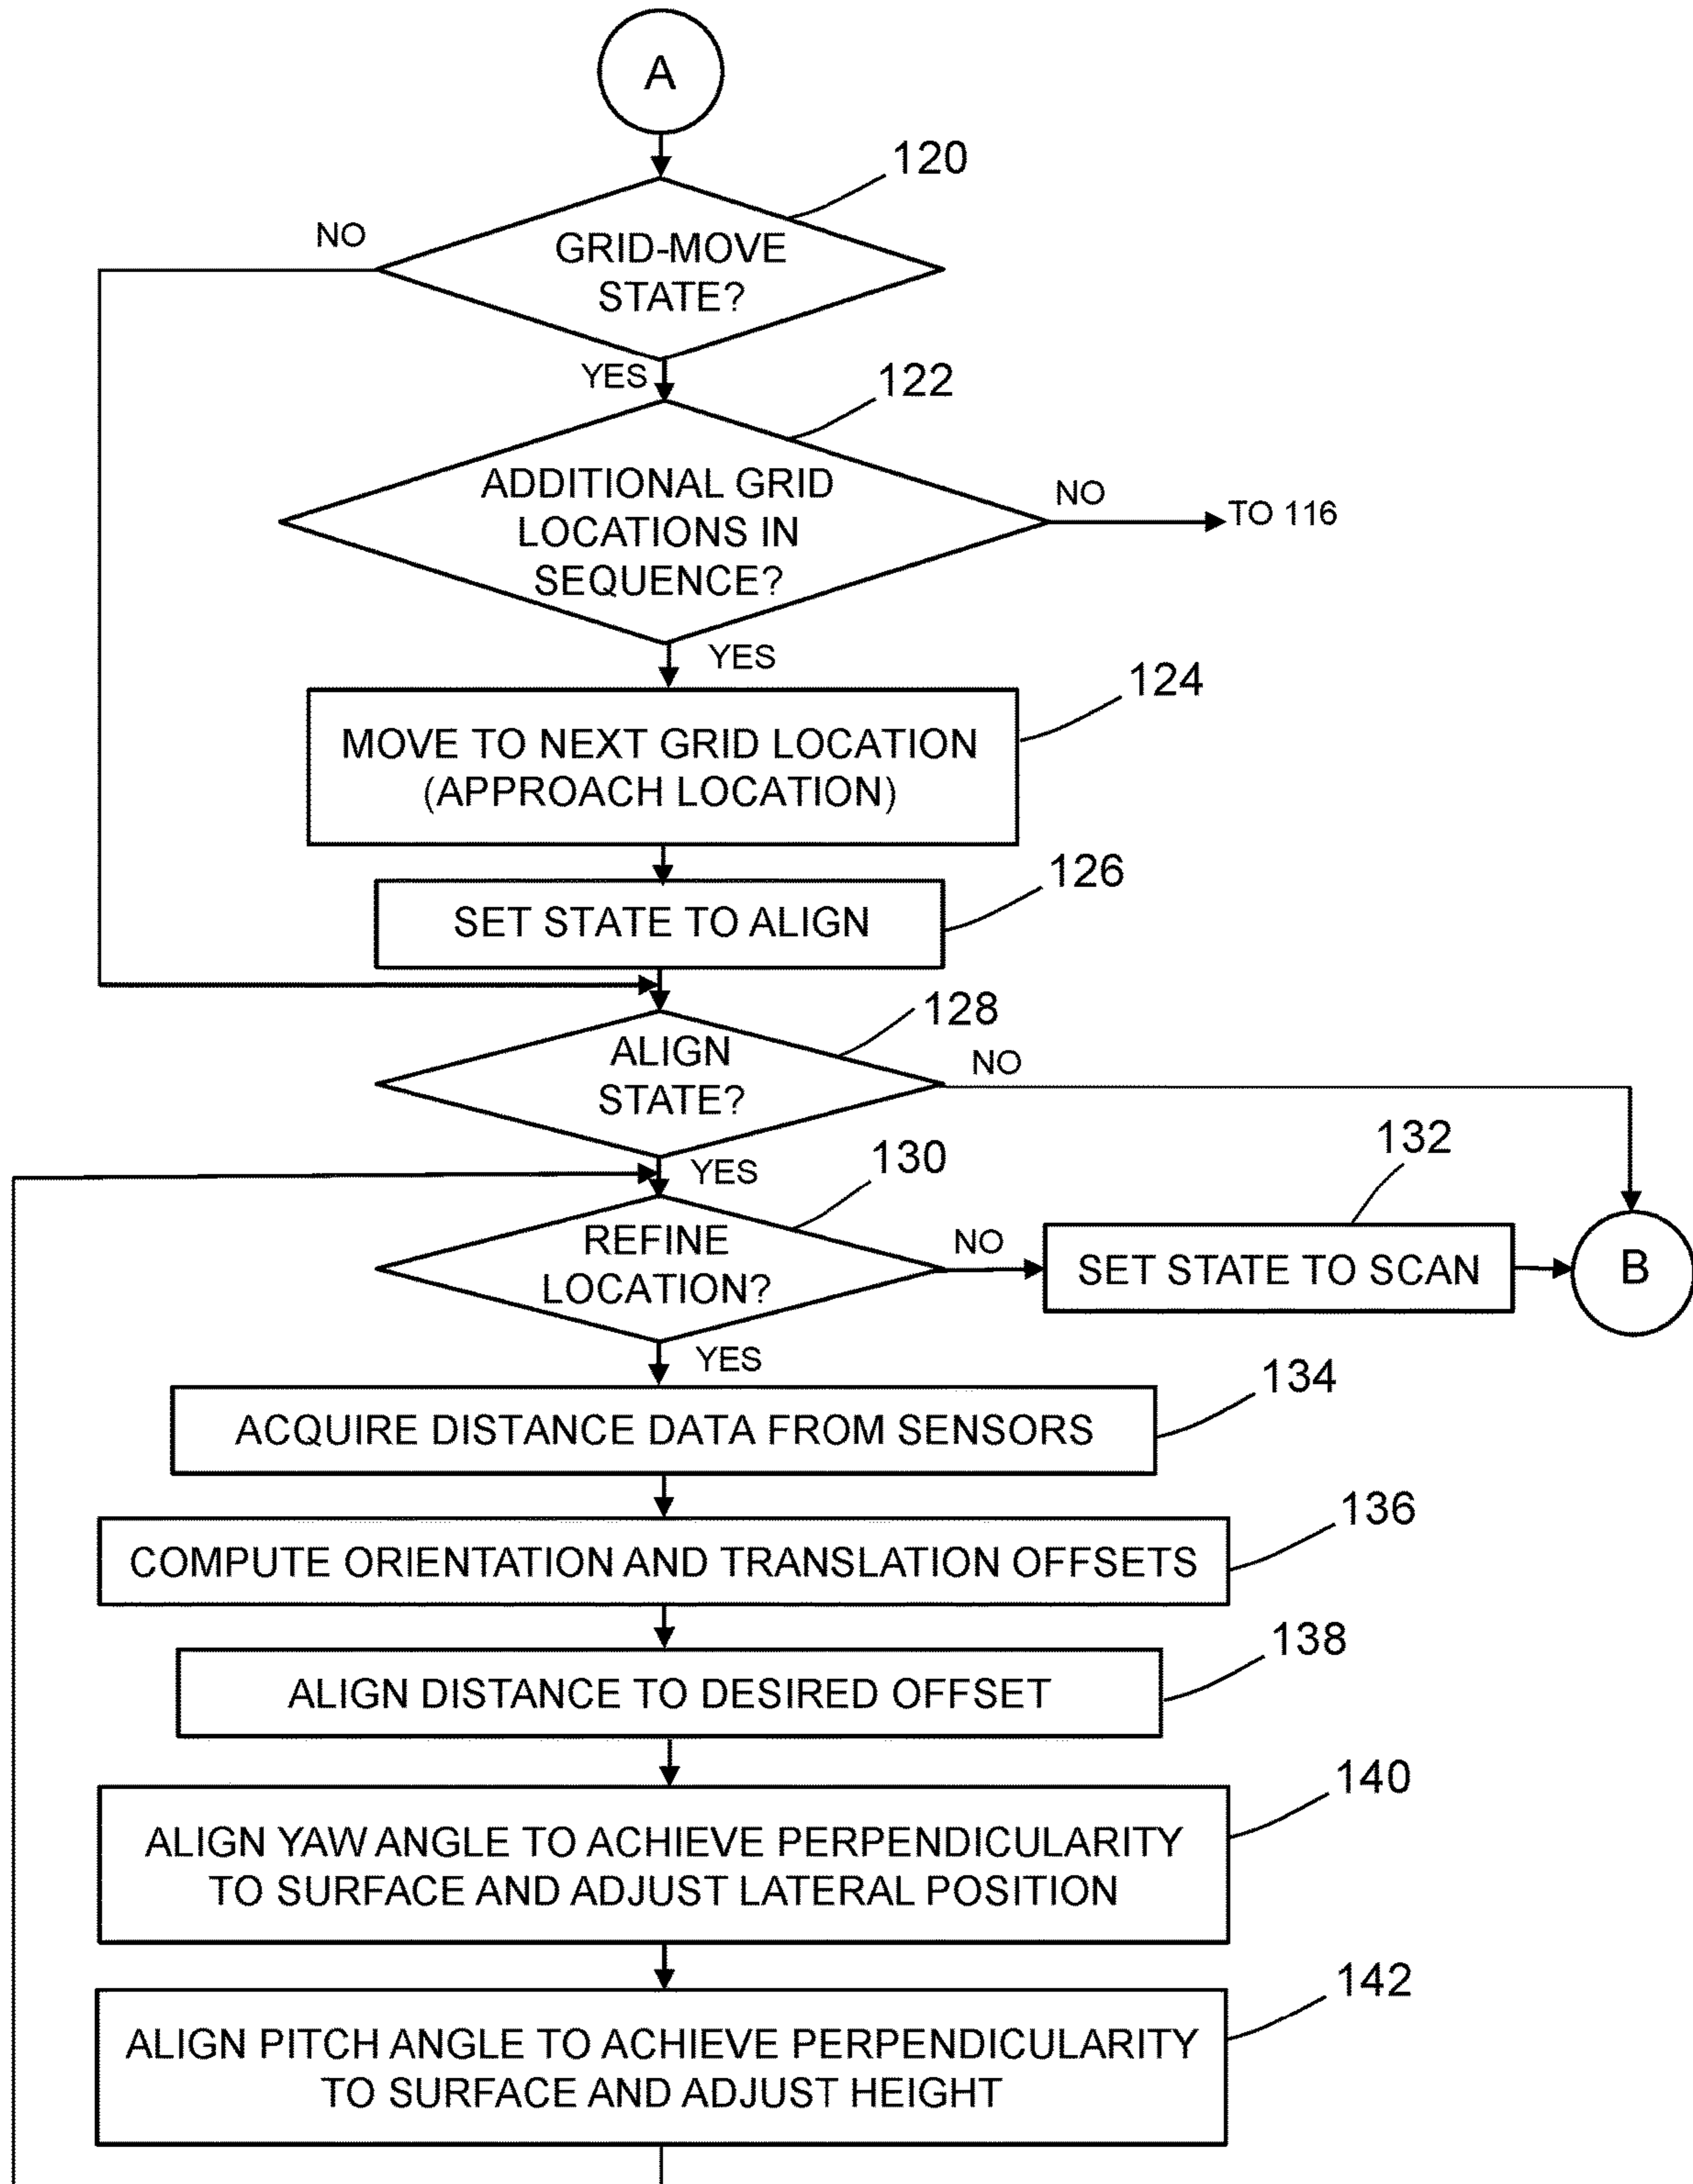 A
120
NO
GRID-MOVE
STATE?
YES
122
ADDITIONAL GRID
LOCATIONS IN
SEQUENCE?
NO
TO 116
YES
124
MOVE TO NEXT GRID LOCATION
(APPROACH LOCATION)
126
SET STATE TO ALIGN
128
ALIGN
STATE?
NO
YES
130
132
REFINE
LOCATION?
NO
SET STATE TO SCAN
B
YES
134
ACQUIRE DISTANCE DATA FROM SENSORS
136
COMPUTE ORIENTATION AND TRANSLATION OFFSETS
138
ALIGN DISTANCE TO DESIRED OFFSET
140
ALIGN YAW ANGLE TO ACHIEVE PERPENDICULARITY
TO SURFACE AND ADJUST LATERAL POSITION
142
ALIGN PITCH ANGLE TO ACHIEVE PERPENDICULARITY
TO SURFACE AND ADJUST HEIGHT